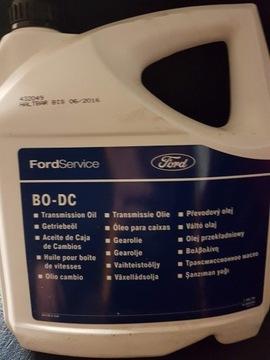 432049
HALTBAR BIS 06/2016
FordService
Ford
BO-DC
Transmission Oil
Getriebeöl
Aceite de Caja
de Cambios
Huile pour boite
de vitesses
Olio cambio
Transmissie Olie
Óleo para caixas
Gearolie
Gearolje
Vaihteistoöljy
Växellådsolja
Převodový olej
Váltó olaj
Olej przekładniowy
Βαλβολίνη
Трансмиссионное масло
Şanzıman yağı